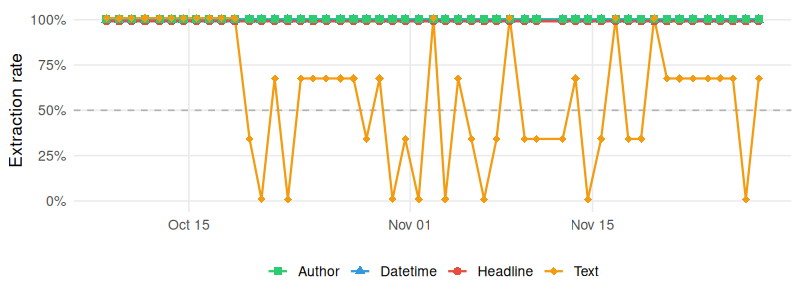 Extraction rate
100%
75%
50%
25%
0%
Oct 15 Nov 01 Nov 15
Author Datetime Headline Text